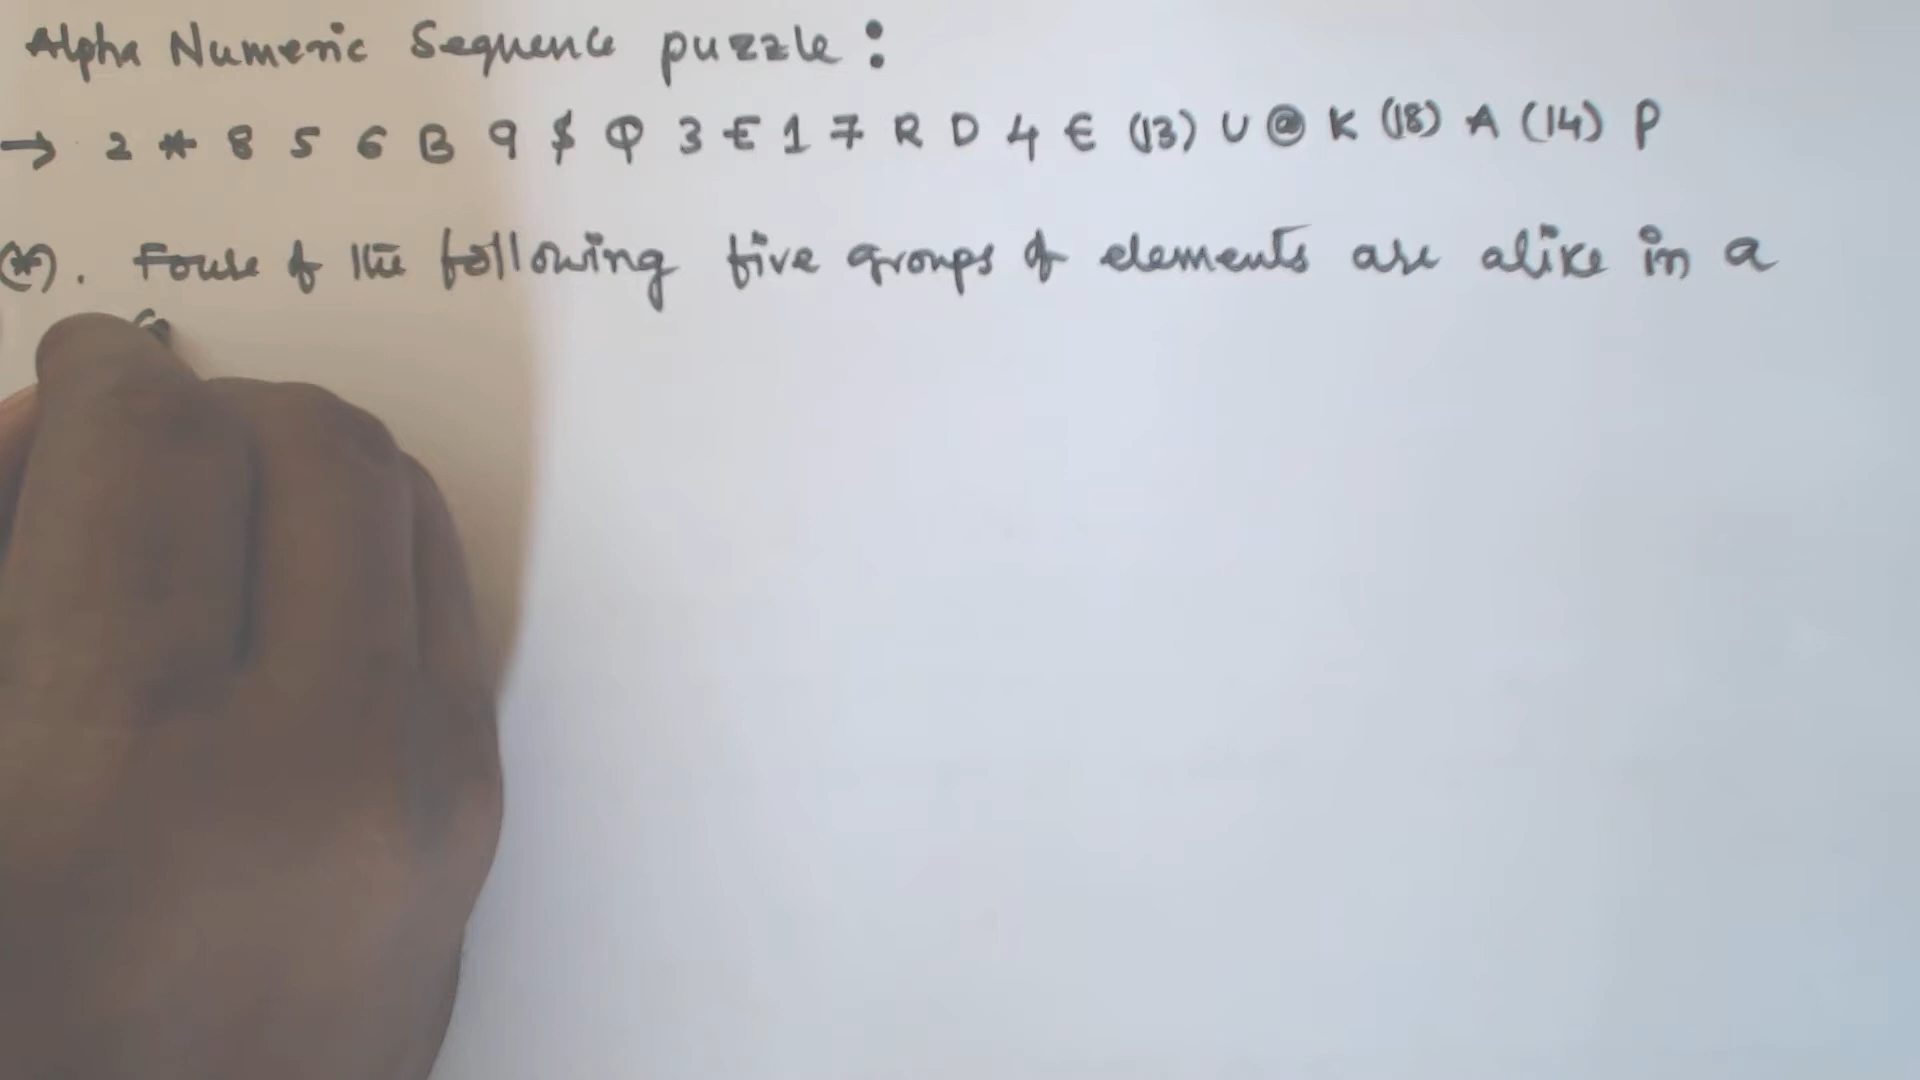 Alpha Numeric Sequence puzzle :
→ 2 * 8 5 6 B 9 $ Q 3 E 1 7 R D 4 € (13) U @ K (18) A (14) P
(*). Foure of the following five groups of elements are alike in a